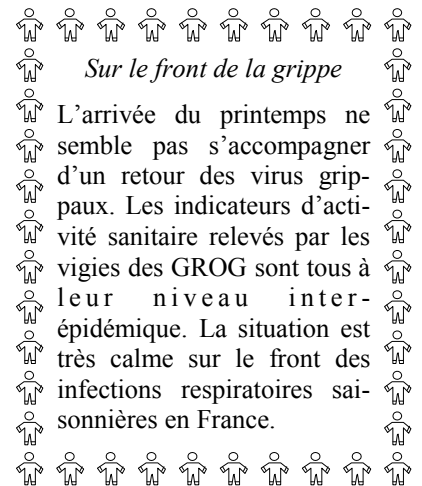 Sur le front de la grippe
L’arrivée du printemps ne
semble pas s’accompagner
d’un retour des virus grip-
paux. Les indicateurs d’acti-
vité sanitaire relevés par les
vigies des GROG sont tous à
leur niveau inter-
épidémique. La situation est
très calme sur le front des
infections respiratoires sai-
sonnières en France.